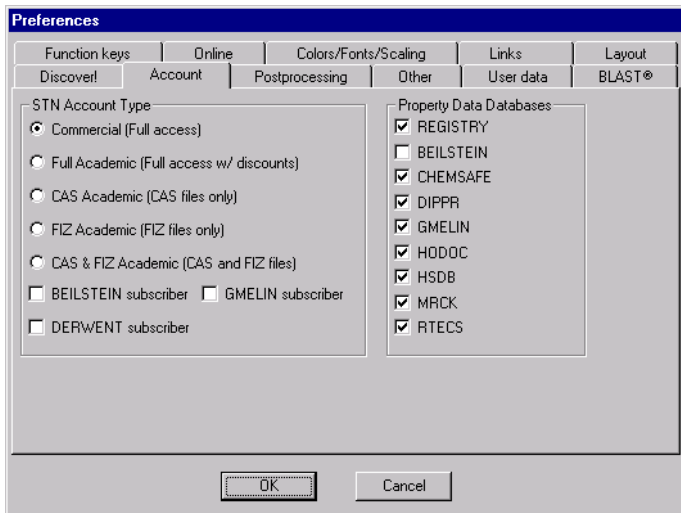 Preferences
Function keys Online Colors/Fonts/Scaling Links Layout
Discover! Account Postprocessing Other User data BLAST®
STN Account Type
Commercial (Full access)
Full Academic (Full access w/ discounts)
CAS Academic (CAS files only)
FIZ Academic (FIZ files only)
CAS & FIZ Academic (CAS and FIZ files)
BEILSTEIN subscriber GMELIN subscriber
DERWENT subscriber
Property Data Databases
REGISTRY
BEILSTEIN
CHEMSAFE
DIPPR
GMELIN
HODOC
HSDB
MRCK
RTECS
OK Cancel